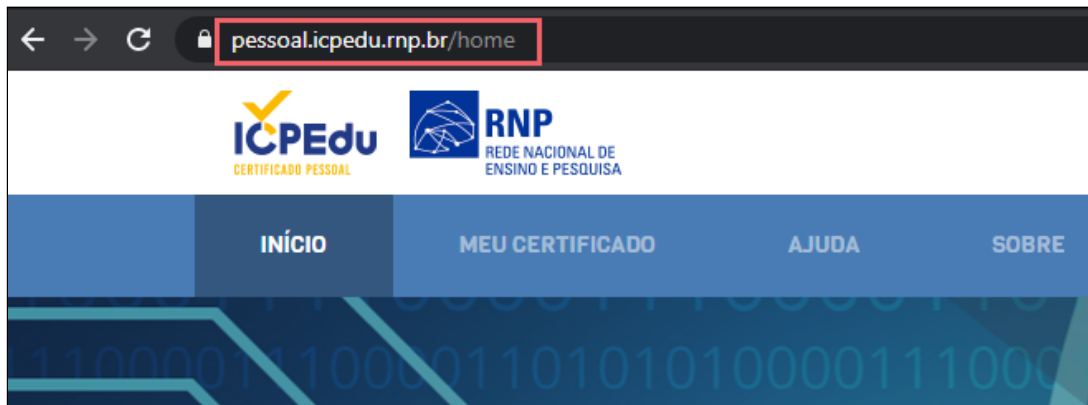 pessoal.icpedu.rnp.br/home
ICPEdu
CERTIFICADO PESSOAL
RNP
REDE NACIONAL DE
ENSINO E PESQUISA
INÍCIO MEU CERTIFICADO AJUDA SOBRE